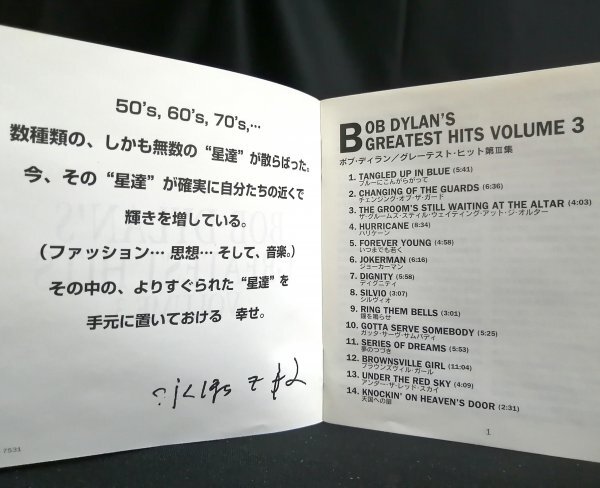 50's, 60's, 70's,…
数種類の、しかも無数の “星達” が散らばった。
今、その “星達” が確実に自分たちの近くで
輝きを増している。
(ファッション… 思想… そして、音楽。)
その中の、よりすぐられた “星達” を
手元に置いておける 幸せ。
7531
BOB DYLAN'S
GREATEST HITS VOLUME 3
ボブ・ディラン/グレーテスト・ヒット第III集
1. TANGLED UP IN BLUE (5:41)
ブルーにこんがらがって
2. CHANGING OF THE GUARDS (6:36)
チェンジング・オブ・ザ・ガード
3. THE GROOM'S STILL WAITING AT THE ALTAR (4:03)
ザ・グルームズ・スティル・ウェイティング・アット・ジ・オルター
4. HURRICANE (8:34)
ハリケーン
5. FOREVER YOUNG (4:58)
いつまでも若く
6. JOKERMAN (6:16)
ジョーカーマン
7. DIGNITY (5:58)
ディグニティ
8. SILVIO (3:07)
シルヴィオ
9. RING THEM BELLS (3:01)
鐘を鳴らせ
10. GOTTA SERVE SOMEBODY (5:25)
ガッタ・サーヴ・サムバディ
11. SERIES OF DREAMS (5:53)
夢のつづき
12. BROWNSVILLE GIRL (11:04)
ブラウンズヴィル・ガール
13. UNDER THE RED SKY (4:09)
アンダー・ザ・レッド・スカイ
14. KNOCKIN' ON HEAVEN'S DOOR (2:31)
天国への扉
1